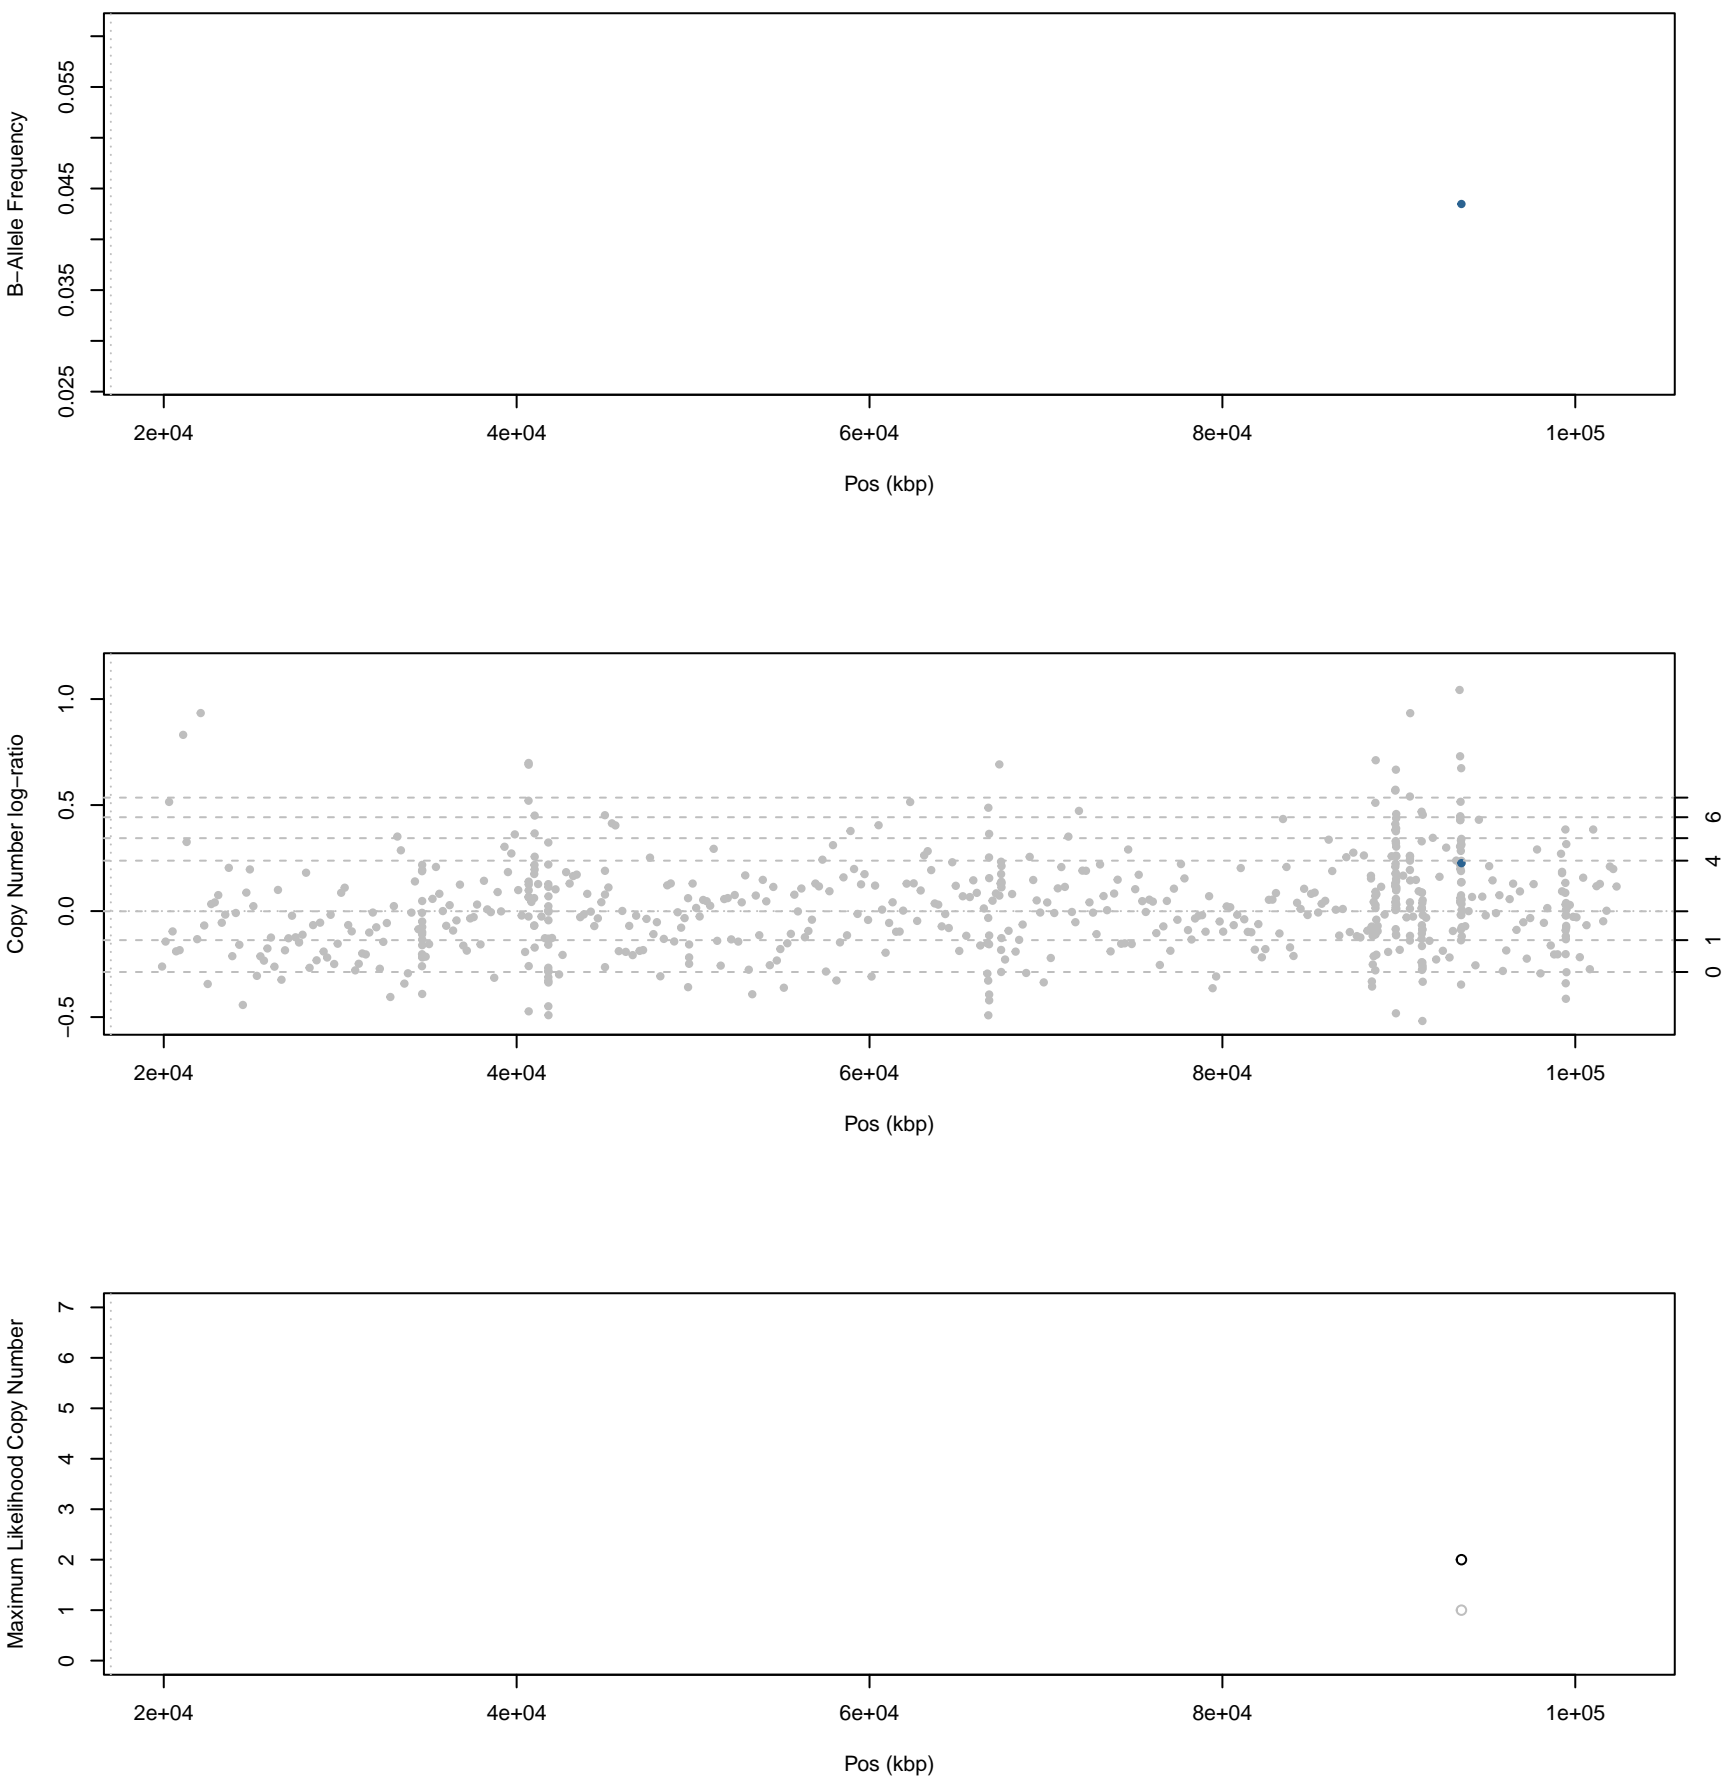 B−Allele Frequency
0.055
0.045
0.035
0.025
2e+04 4e+04 6e+04 8e+04 1e+05
Pos (kbp)
Copy Number log−ratio
1.0
0.5
0.0
−0.5
6
4
1
0
2e+04 4e+04 6e+04 8e+04 1e+05
Pos (kbp)
Maximum Likelihood Copy Number
7
6
5
4
3
2
1
0
2e+04 4e+04 6e+04 8e+04 1e+05
Pos (kbp)